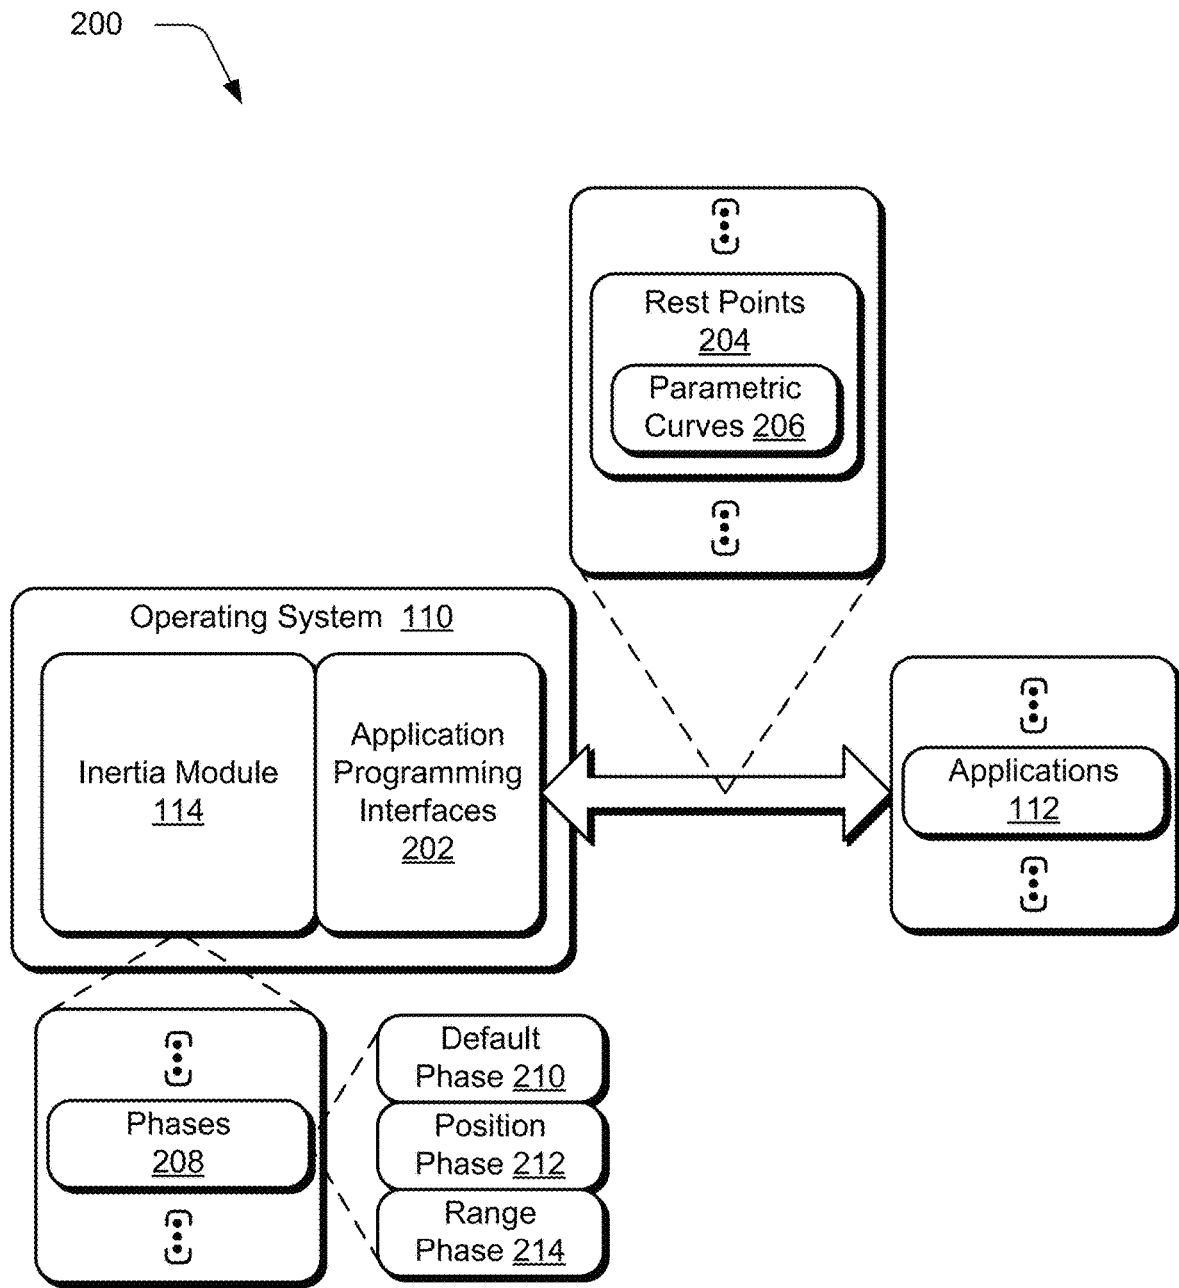 200
Rest Points
204
Parametric
Curves 206
Operating System 110
Inertia Module
114
Application
Programming
Interfaces
202
Applications
112
Phases
208
Default
Phase 210
Position
Phase 212
Range
Phase 214